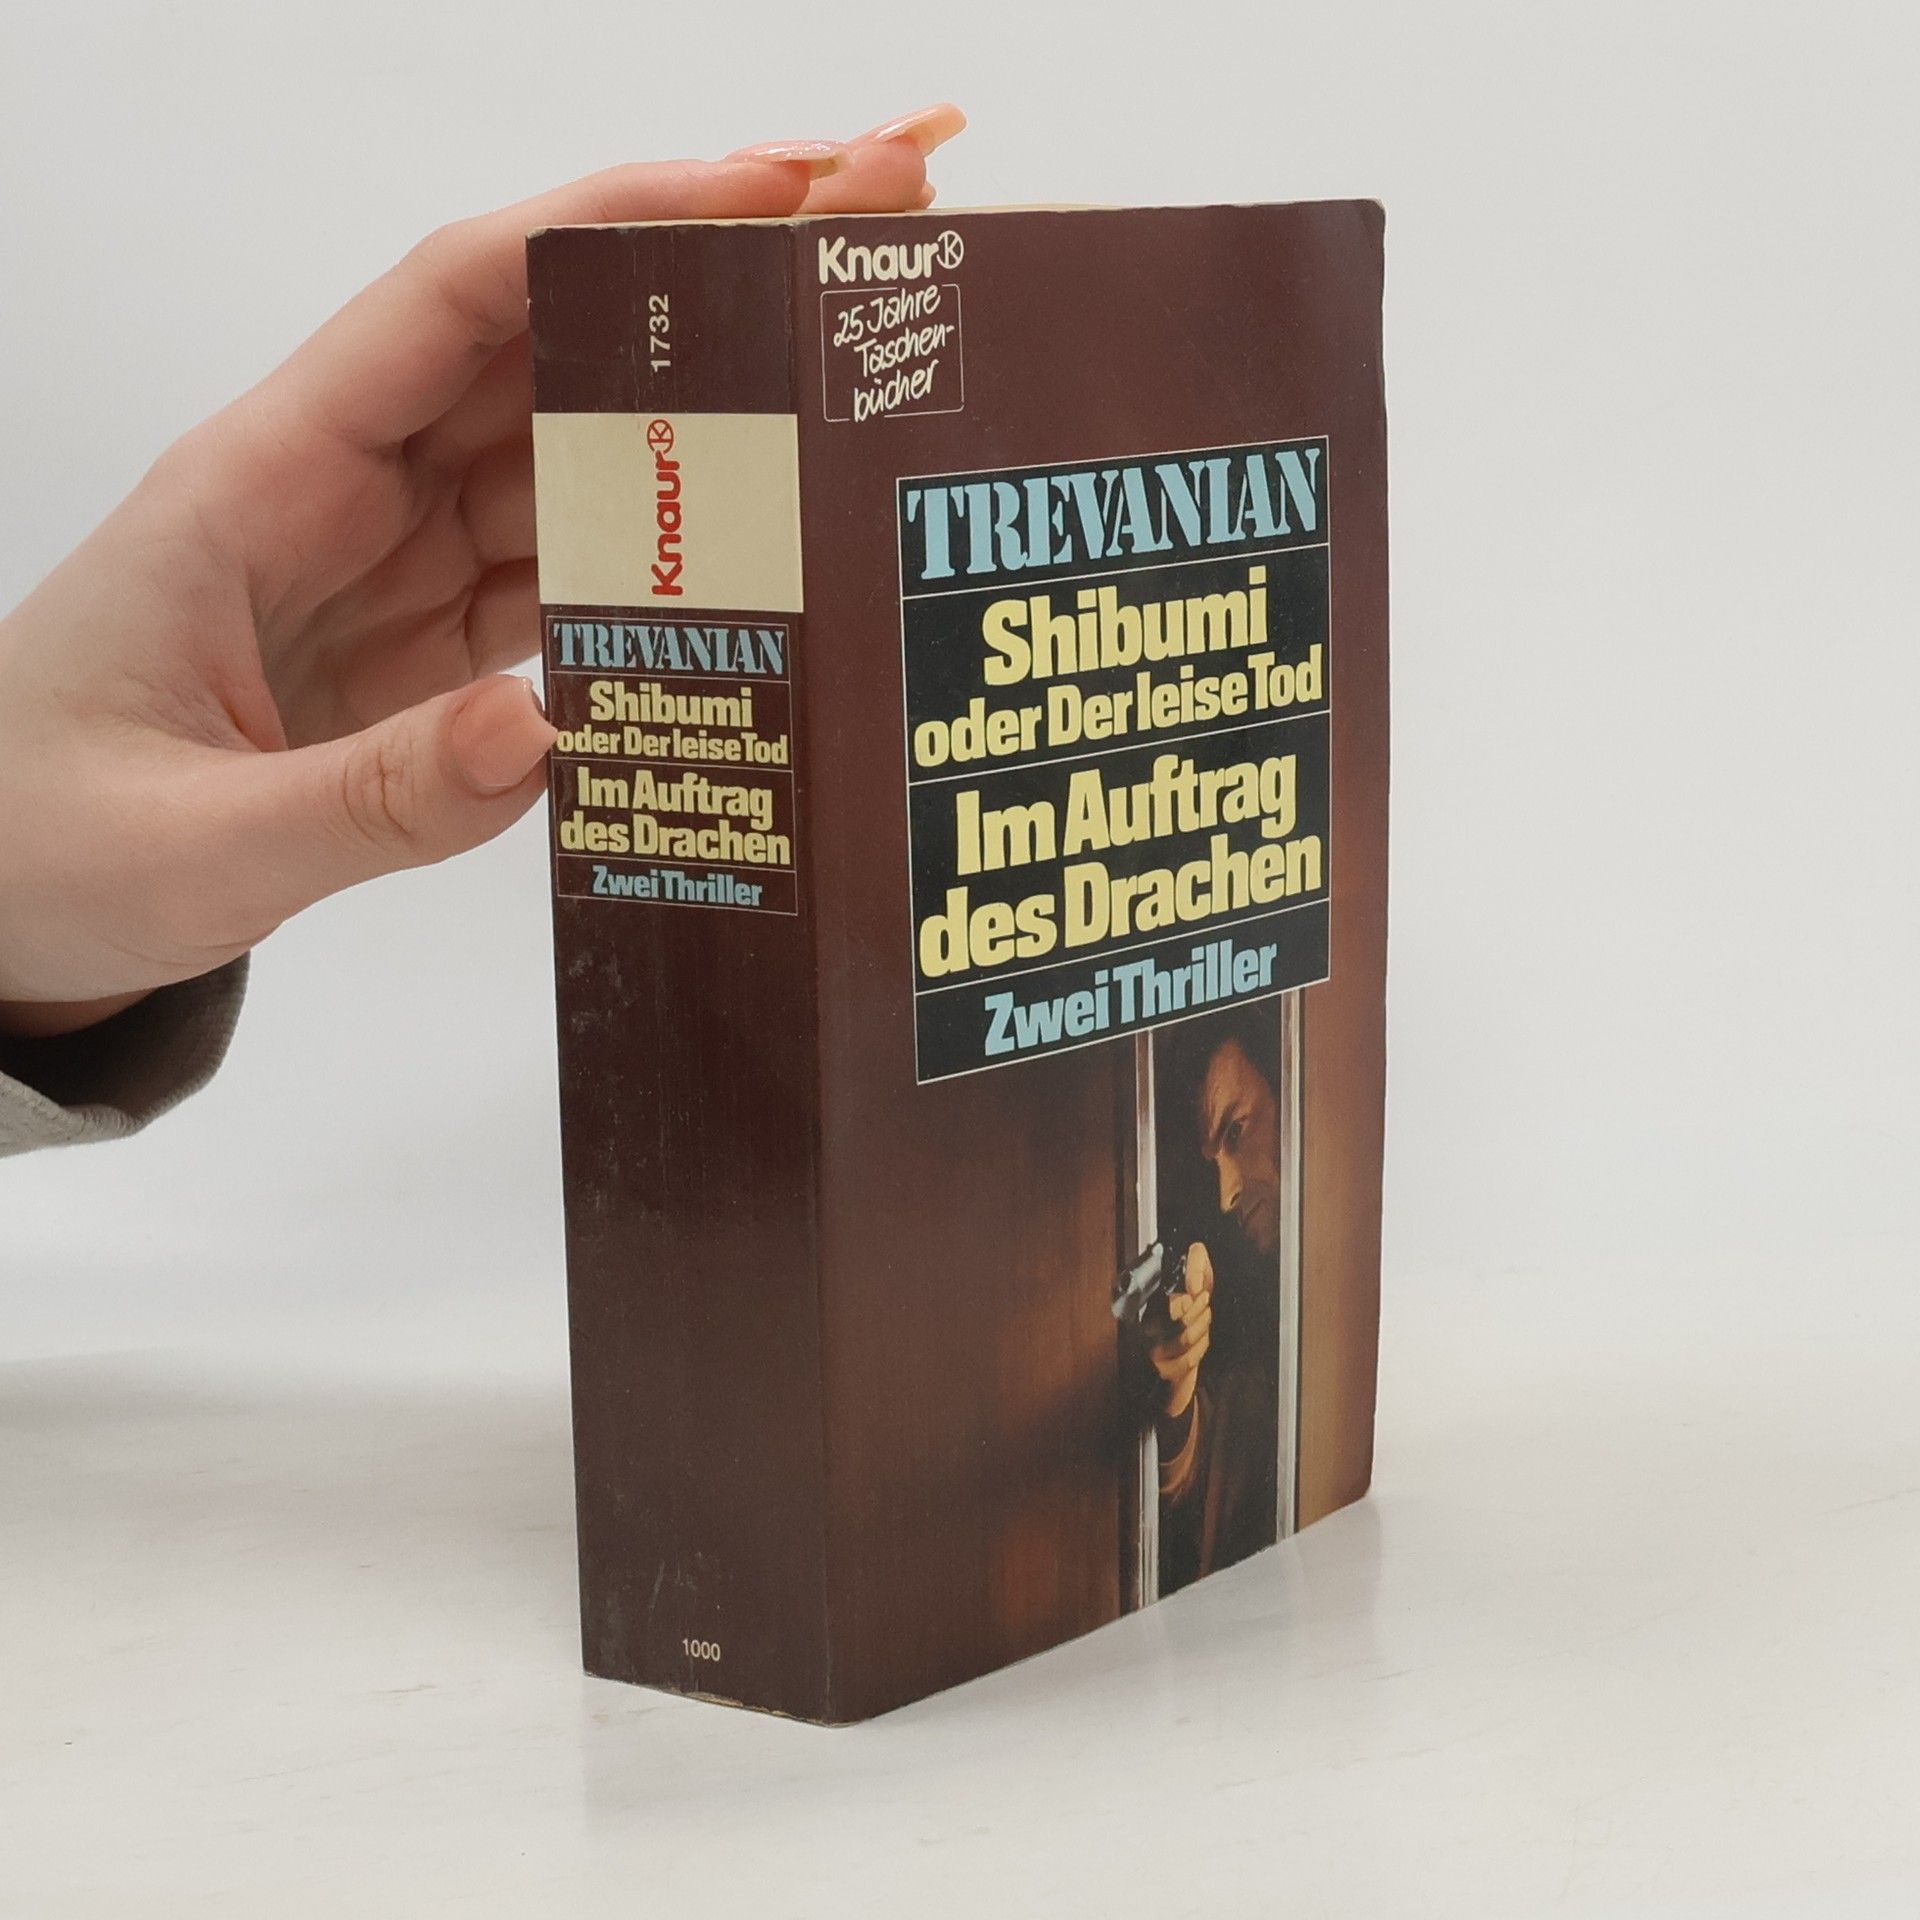 1732
Knaur
TREVANIAN
Shibumi
oder Der leise Tod
Im Auftrag
des Drachen
Zwei Thriller
1000
Knaur
25 Jahre
Taschen-
bücher
TREVANIAN
Shibumi
oder Der leise Tod
Im Auftrag
des Drachen
Zwei Thriller